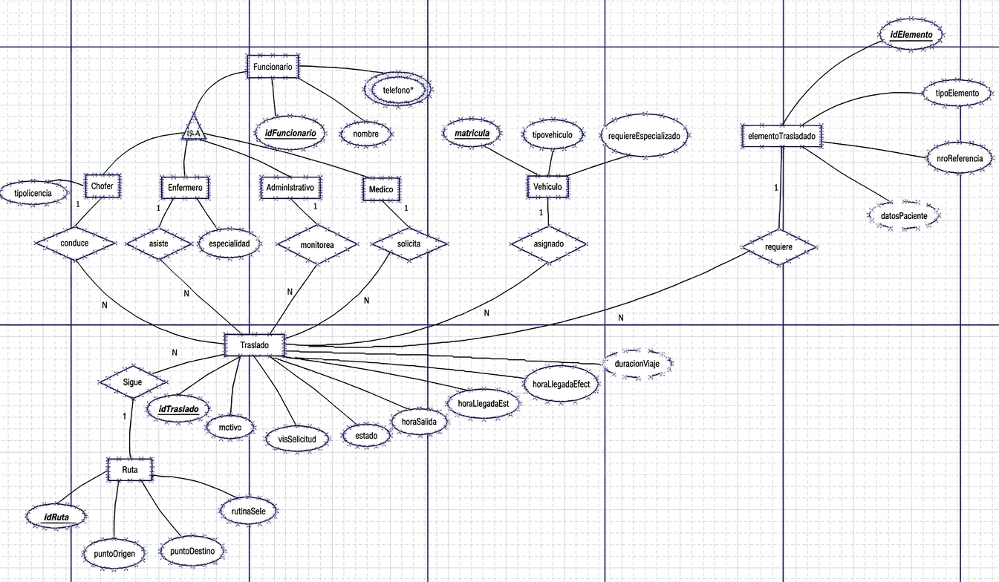 idElemento
Funcionario
telefono*
tipoElemento
IS A
idFuncionario
nombre
matricula
tipovehiculo
requiereEspecializado
elementoTrasladado
nroReferencia
tipolicencia
Chofer
Enfermero
Administrativo
Medico
Vehiculo
1
1
1
1
1
1
datosPaciente
conduce
asiste
especialidad
monitorea
solicita
asignado
requiere
N
N
N
N
N
N
Traslado
N
duracionViaje
Sigue
horaLlegadaEfect
idTraslado
horaLlegadaEst
1
mctivo
visSelicitud
estado
horaSalida
Ruta
idRuta
rutinaSele
puntoOrigen
puntoDestino